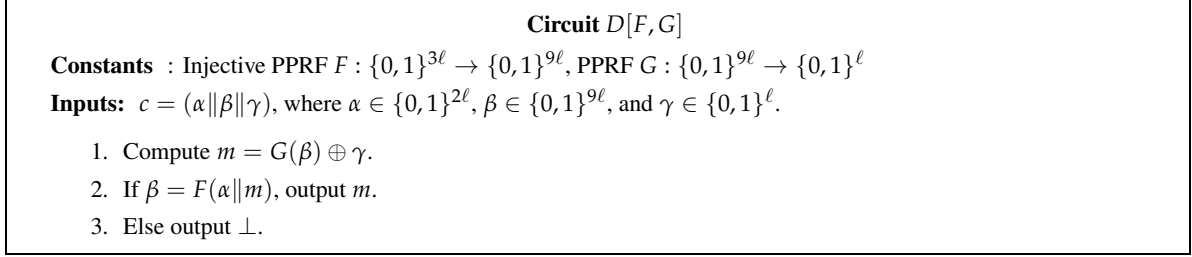 Circuit D[F, G]
Constants : Injective PPRF F : {0, 1}^{3ℓ} → {0, 1}^{9ℓ}, PPRF G : {0, 1}^{9ℓ} → {0, 1}^ℓ
Inputs: c = (α∥β∥γ), where α ∈ {0, 1}^{2ℓ}, β ∈ {0, 1}^{9ℓ}, and γ ∈ {0, 1}^ℓ.
1. Compute m = G(β) ⊕ γ.
2. If β = F(α∥m), output m.
3. Else output ⊥.